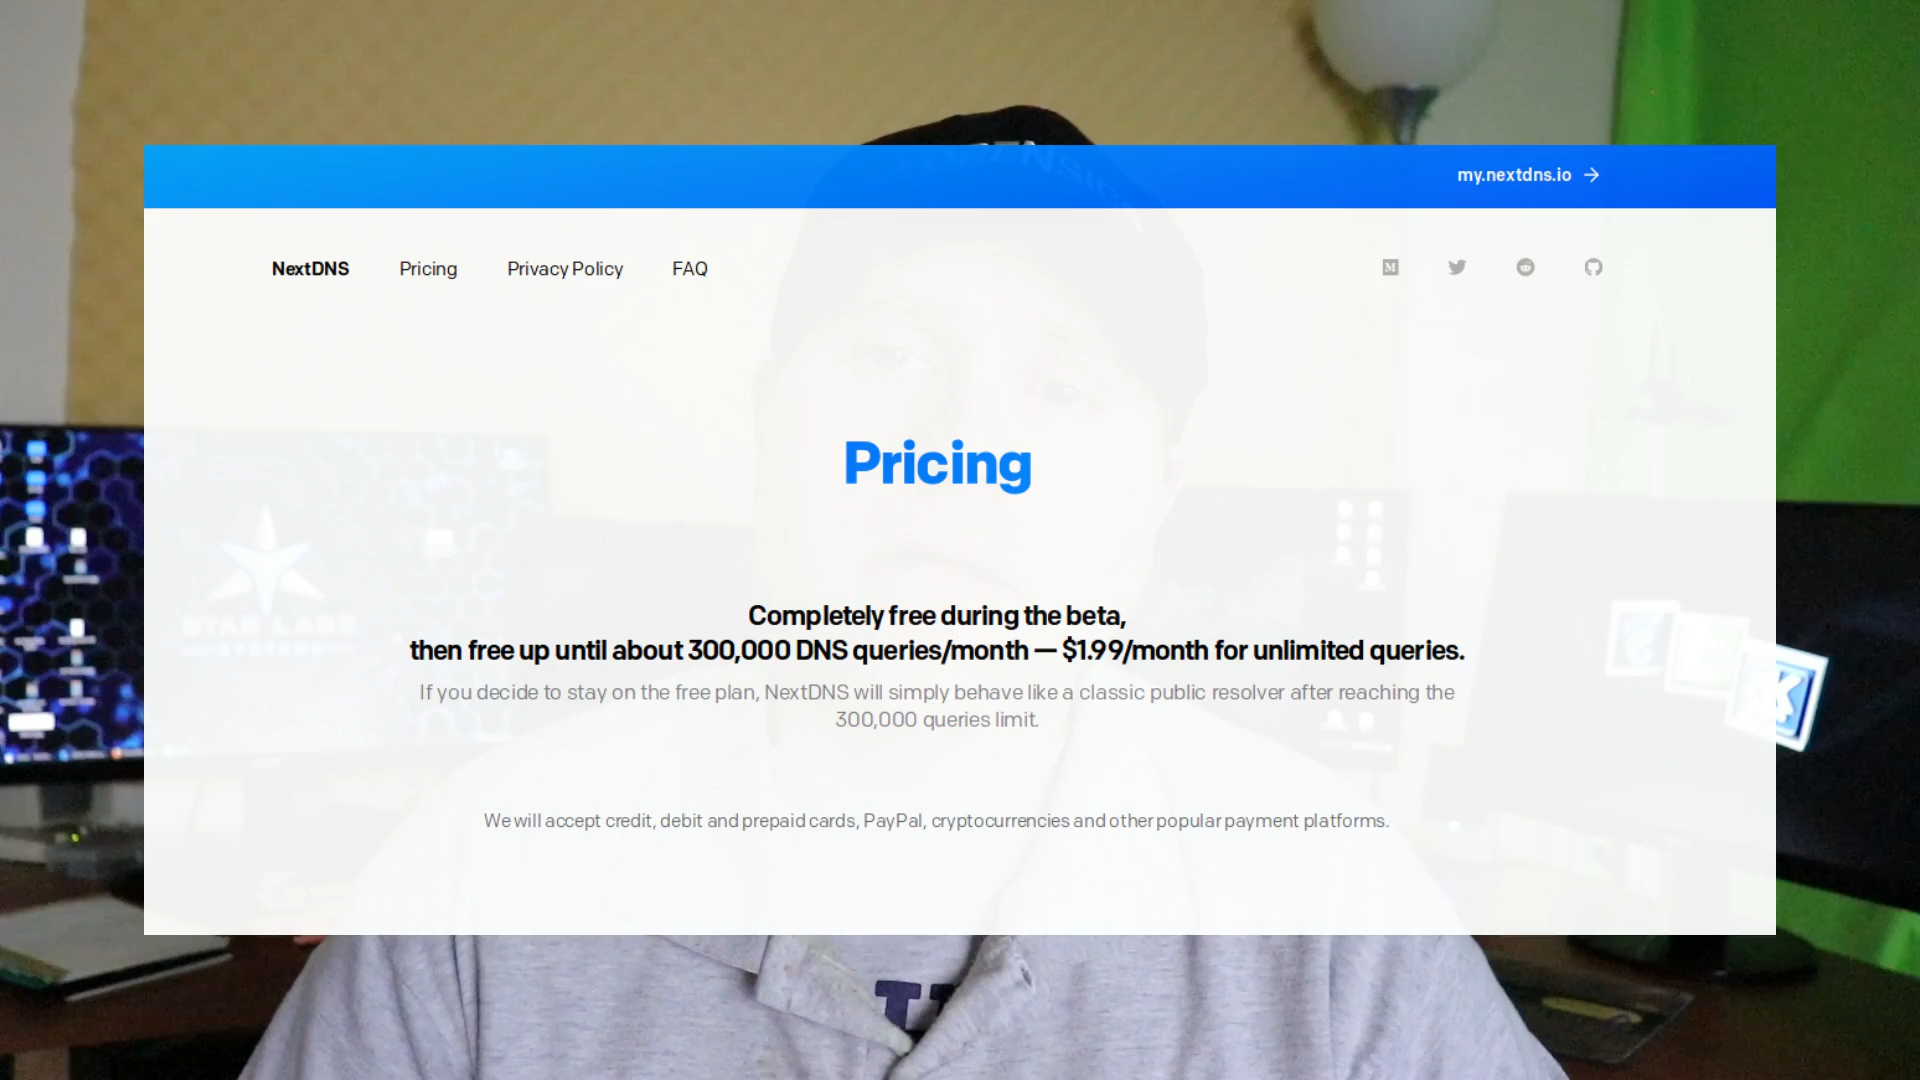 my.nextdns.io
NextDNS Pricing Privacy Policy FAQ
Pricing
Completely free during the beta,
then free up until about 300,000 DNS queries/month — $1.99/month for unlimited queries.
If you decide to stay on the free plan, NextDNS will simply behave like a classic public resolver after reaching the
300,000 queries limit.
STAR LABS
SYSTEMS
We will accept credit, debit and prepaid cards, PayPal, cryptocurrencies and other popular payment platforms.